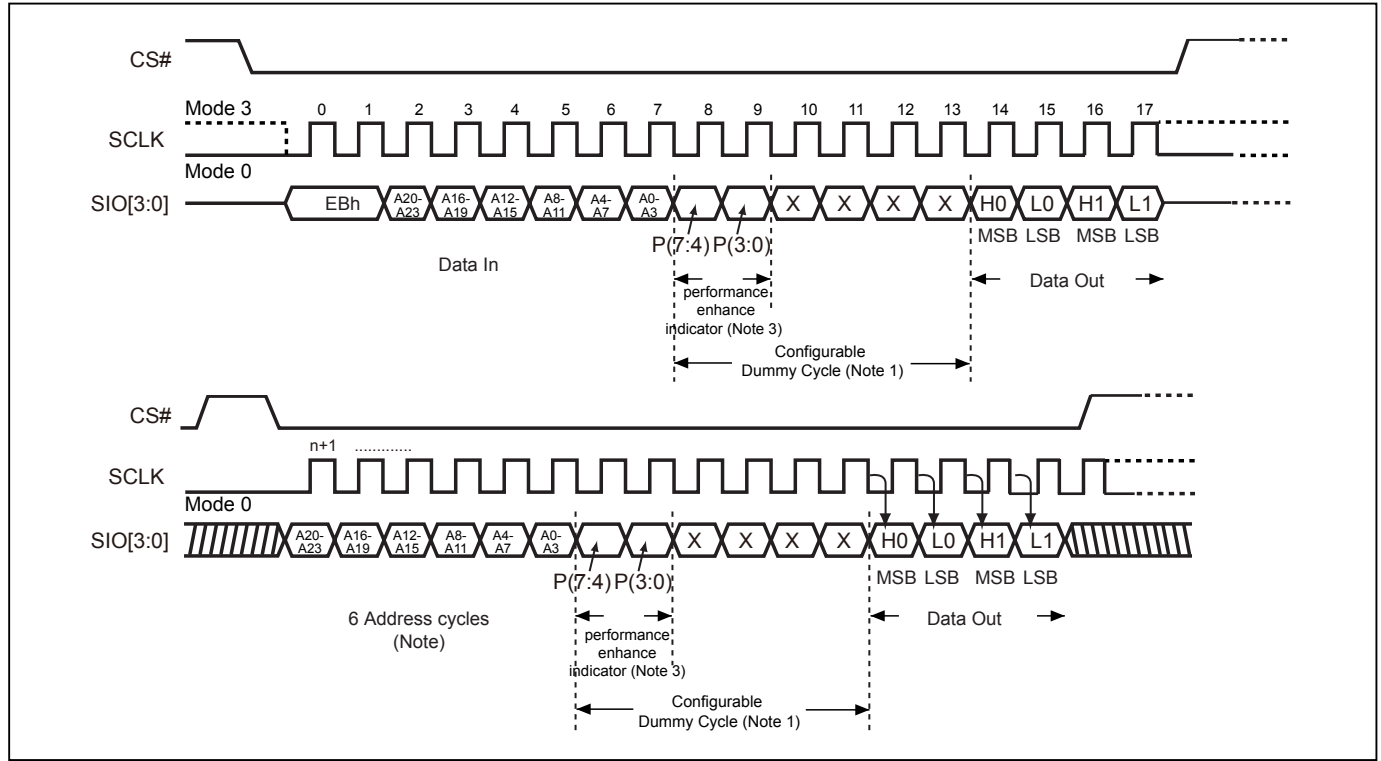 CS#
Mode 3
0 1 2 3 4 5 6 7 8 9 10 11 12 13 14 15 16 17
SCLK
Mode 0
SIO[3:0]
EBh
A20-
A23
A16-
A19
A12-
A15
A8-
A11
A4-
A7
A0-
A3
X X X X H0 L0 H1 L1
P(7:4) P(3:0)
MSB LSB MSB LSB
Data In
Data Out
performance
enhance
indicator (Note 3)
Configurable
Dummy Cycle (Note 1)
CS#
n+1 .............
SCLK
Mode 0
SIO[3:0]
A20-
A23
A16-
A19
A12-
A15
A8-
A11
A4-
A7
A0-
A3
X X X X H0 L0 H1 L1
P(7:4) P(3:0)
MSB LSB MSB LSB
6 Address cycles
(Note)
Data Out
performance
enhance
indicator (Note 3)
Configurable
Dummy Cycle (Note 1)